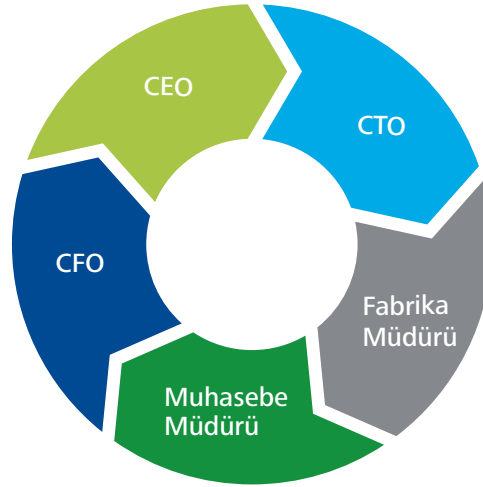 CEO
CTO
Fabrika
Müdürü
Muhasebe
Müdürü
CFO